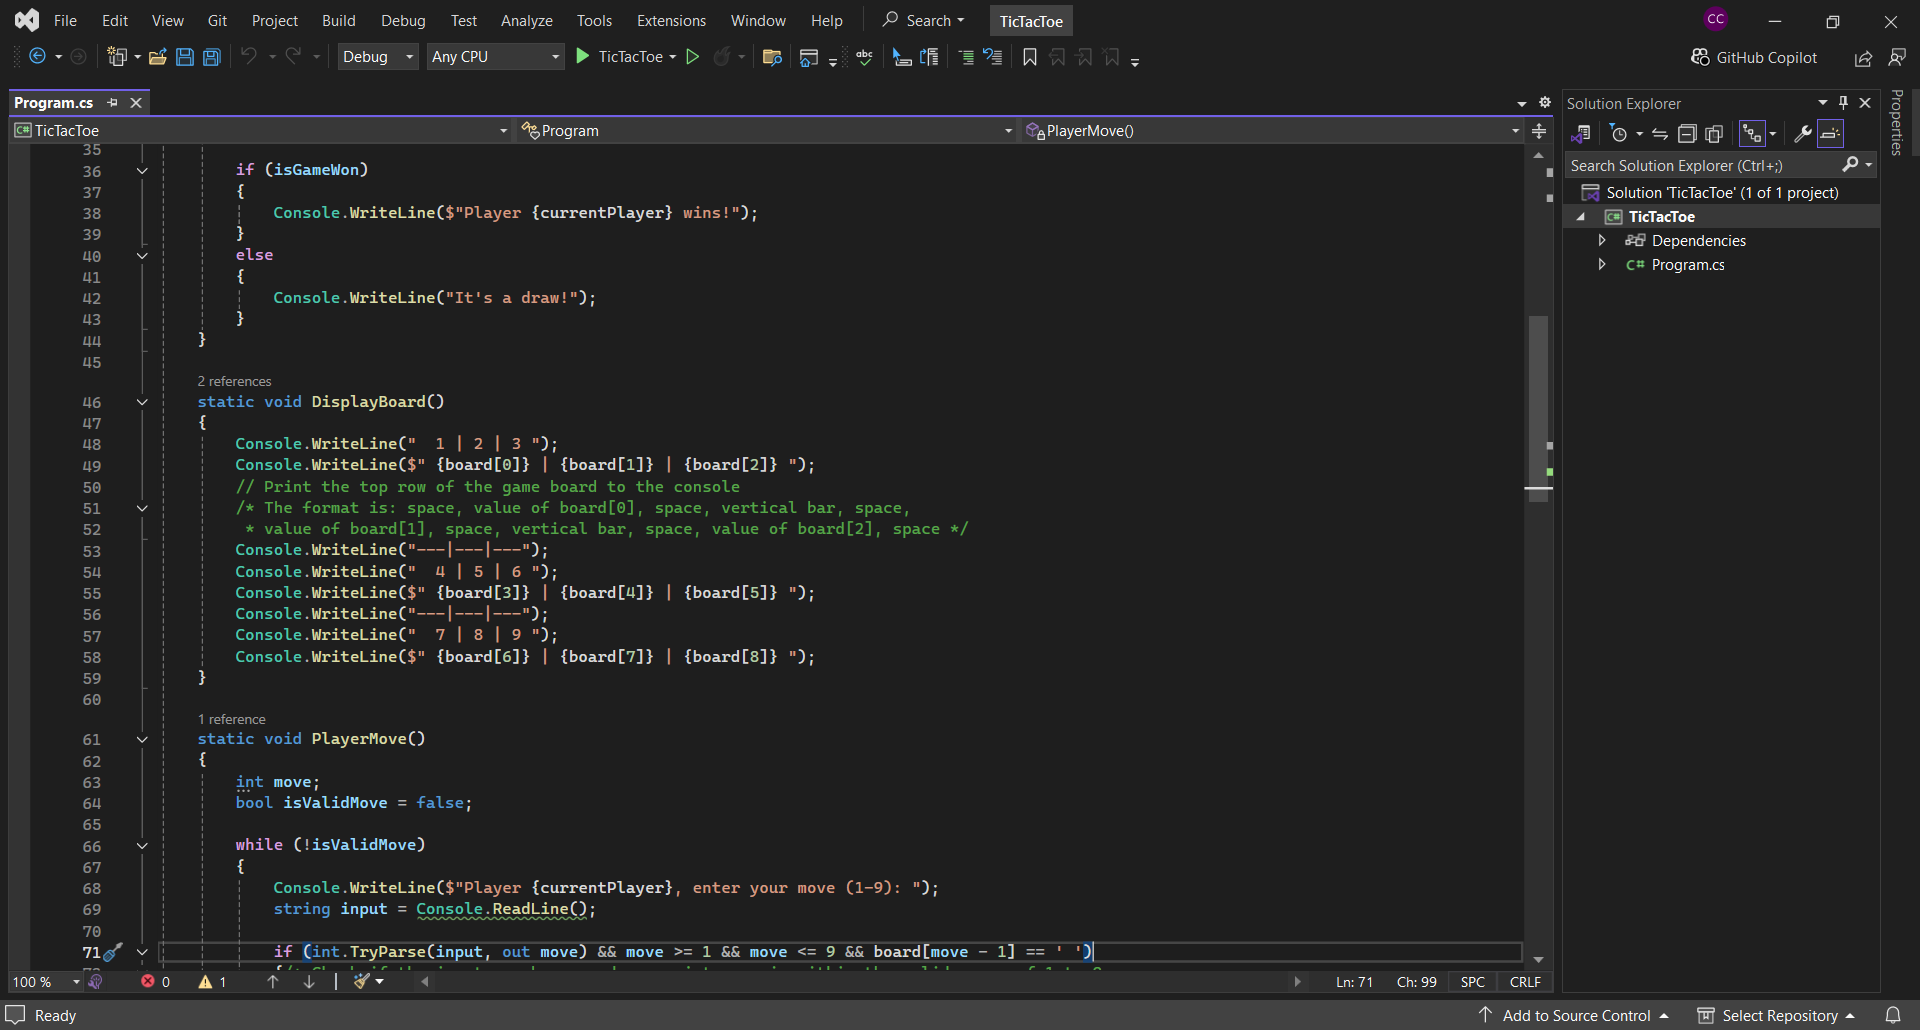 File Edit View Git Project Build Debug Test Analyze Tools Extensions Window Help Search TicTacToe CC
Debug Any CPU TicTacToe abc GitHub Copilot
Program.cs
TicTacToe Program PlayerMove()
35
36 if (isGameWon)
37 {
38 Console.WriteLine($"Player {currentPlayer} wins!");
39 }
40 else
41 {
42 Console.WriteLine("It's a draw!");
43 }
44 }
45
2 references
46 static void DisplayBoard()
47 {
48 Console.WriteLine("  1 | 2 | 3 ");
49 Console.WriteLine($" {board[0]} | {board[1]} | {board[2]} ");
50 // Print the top row of the game board to the console
51 /* The format is: space, value of board[0], space, vertical bar, space,
52 * value of board[1], space, vertical bar, space, value of board[2], space */
53 Console.WriteLine("---|---|---");
54 Console.WriteLine("  4 | 5 | 6 ");
55 Console.WriteLine($" {board[3]} | {board[4]} | {board[5]} ");
56 Console.WriteLine("---|---|---");
57 Console.WriteLine("  7 | 8 | 9 ");
58 Console.WriteLine($" {board[6]} | {board[7]} | {board[8]} ");
59 }
60
1 reference
61 static void PlayerMove()
62 {
63 int move;
64 bool isValidMove = false;
65
66 while (!isValidMove)
67 {
68 Console.WriteLine($"Player {currentPlayer}, enter your move (1-9): ");
69 string input = Console.ReadLine();
70
71 if (int.TryParse(input, out move) && move >= 1 && move <= 9 && board[move - 1] == ' ')
100 % 0 1 Ln: 71 Ch: 99 SPC CRLF
Solution Explorer
Search Solution Explorer (Ctrl+;)
Solution 'TicTacToe' (1 of 1 project)
C# TicTacToe
Dependencies
C# Program.cs
Properties
Ready Add to Source Control Select Repository